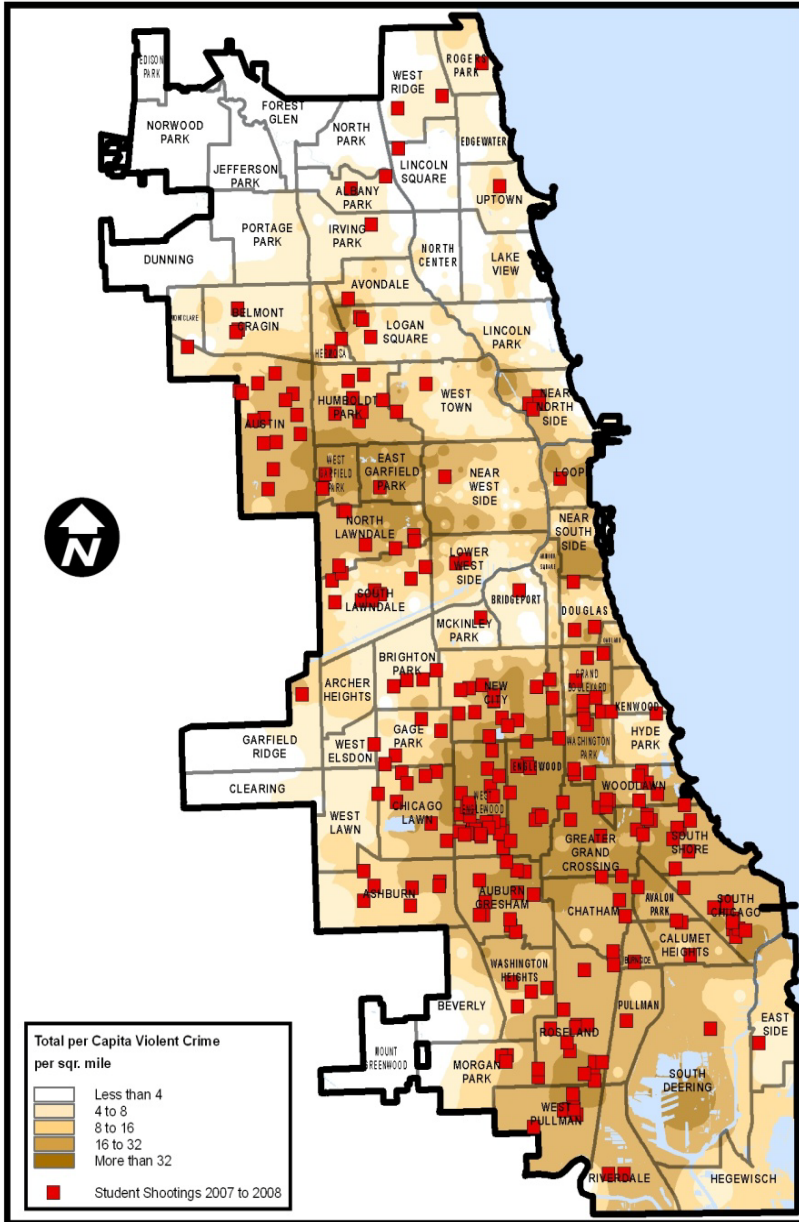 EDISON
PARK
ROGERS
PARK
WEST
RIDGE
FOREST
GLEN
NORWOOD
PARK
NORTH
PARK
EDGEWATER
LINCOLN
SQUARE
JEFFERSON
PARK
ALBANY
PARK
UPTOWN
PORTAGE
PARK
IRVING
PARK
NORTH
CENTER
DUNNING
LAKE
VIEW
AVONDALE
MONTCLARE
BELMONT
CRAGIN
LOGAN
SQUARE
LINCOLN
PARK
HERMOSA
HUMBOLDT
PARK
WEST
TOWN
NEAR
NORTH
SIDE
AUSTIN
WEST
GARFIELD
PARK
EAST
GARFIELD
PARK
NEAR
WEST
SIDE
LOOP
N
NORTH
LAWNDALE
NEAR
SOUTH
SIDE
LOWER
WEST
SIDE
ARMOUR
SQUARE
SOUTH
LAWNDALE
BRIDGEPORT
DOUGLAS
MCKINLEY
PARK
OAKLAND
BRIGHTON
PARK
ARCHER
HEIGHTS
GRAND
BOULEVARD
NEW
CITY
KENWOOD
GARFIELD
RIDGE
WEST
ELSDON
GAGE
PARK
WASHINGTON
PARK
HYDE
PARK
ENGLEWOOD
CLEARING
WOODLAWN
WEST
LAWN
CHICAGO
LAWN
WEST
ENGLEWOOD
GREATER
GRAND
CROSSING
SOUTH
SHORE
ASHBURN
AUBURN
GRESHAM
CHATHAM
AVALON
PARK
SOUTH
CHICAGO
CALUMET
HEIGHTS
WASHINGTON
HEIGHTS
BURNSIDE
BEVERLY
PULLMAN
EAST
SIDE
ROSELAND
MOUNT
GREENWOOD
MORGAN
PARK
SOUTH
DEERING
WEST
PULLMAN
RIVERDALE
HEGEWISCH
Total per Capita Violent Crime
per sqr. mile
Less than 4
4 to 8
8 to 16
16 to 32
More than 32
Student Shootings 2007 to 2008